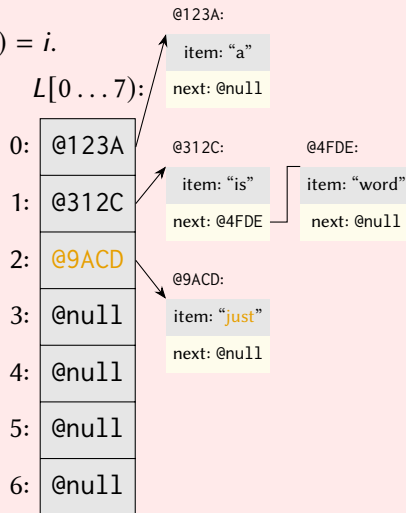 @123A:
) = i.
item: “a”
L[0 . . . 7):
next: @null
0: @123A
@312C:
@4FDE:
item: “is”
item: “word”
1: @312C
next: @4FDE
next: @null
2: @9ACD
@9ACD:
item: “just”
3: @null
next: @null
4: @null
5: @null
6: @null